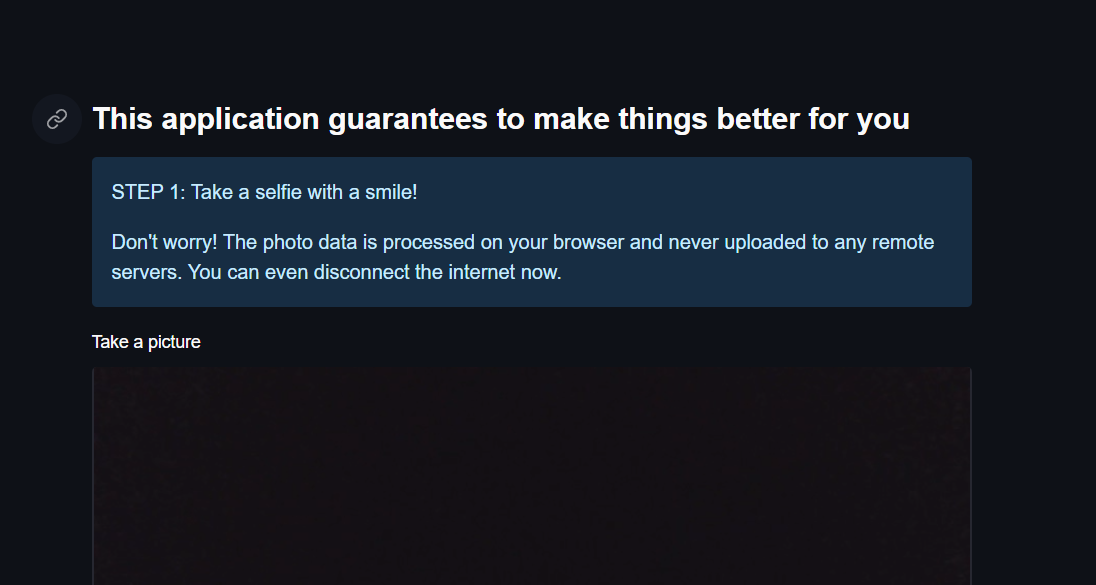 This application guarantees to make things better for you
STEP 1: Take a selfie with a smile!
Don't worry! The photo data is processed on your browser and never uploaded to any remote
servers. You can even disconnect the internet now.
Take a picture